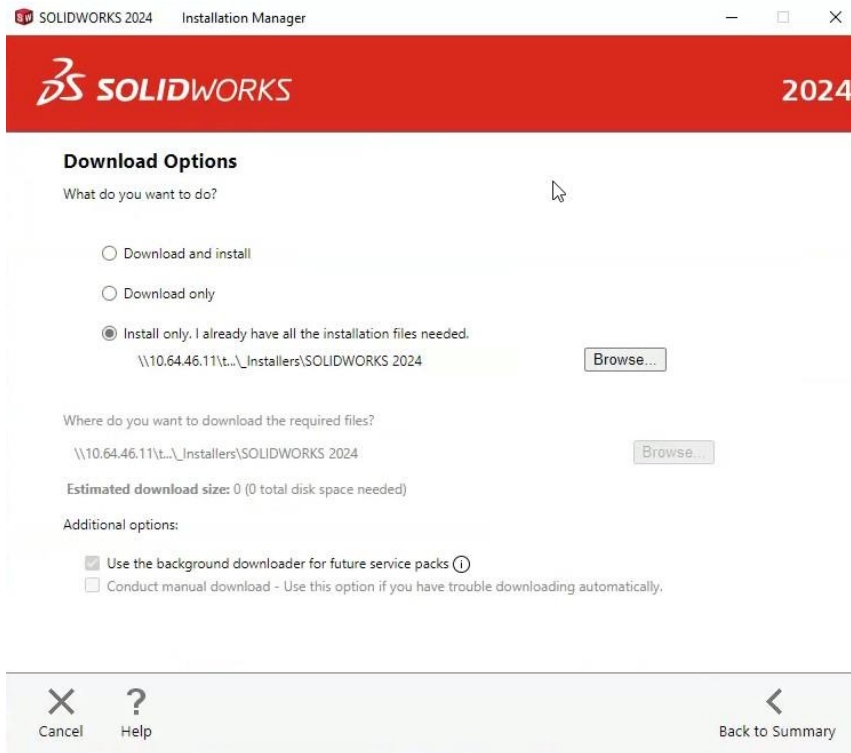 SOLIDWORKS 2024 Installation Manager
SOLIDWORKS 2024
Download Options
What do you want to do?
Download and install
Download only
Install only. I already have all the installation files needed.
\\10.64.46.11\t...\_Installers\SOLIDWORKS 2024 Browse...
Where do you want to download the required files?
\\10.64.46.11\t...\_Installers\SOLIDWORKS 2024 Browse...
Estimated download size: 0 (0 total disk space needed)
Additional options:
Use the background downloader for future service packs
Conduct manual download - Use this option if you have trouble downloading automatically.
Cancel Help Back to Summary